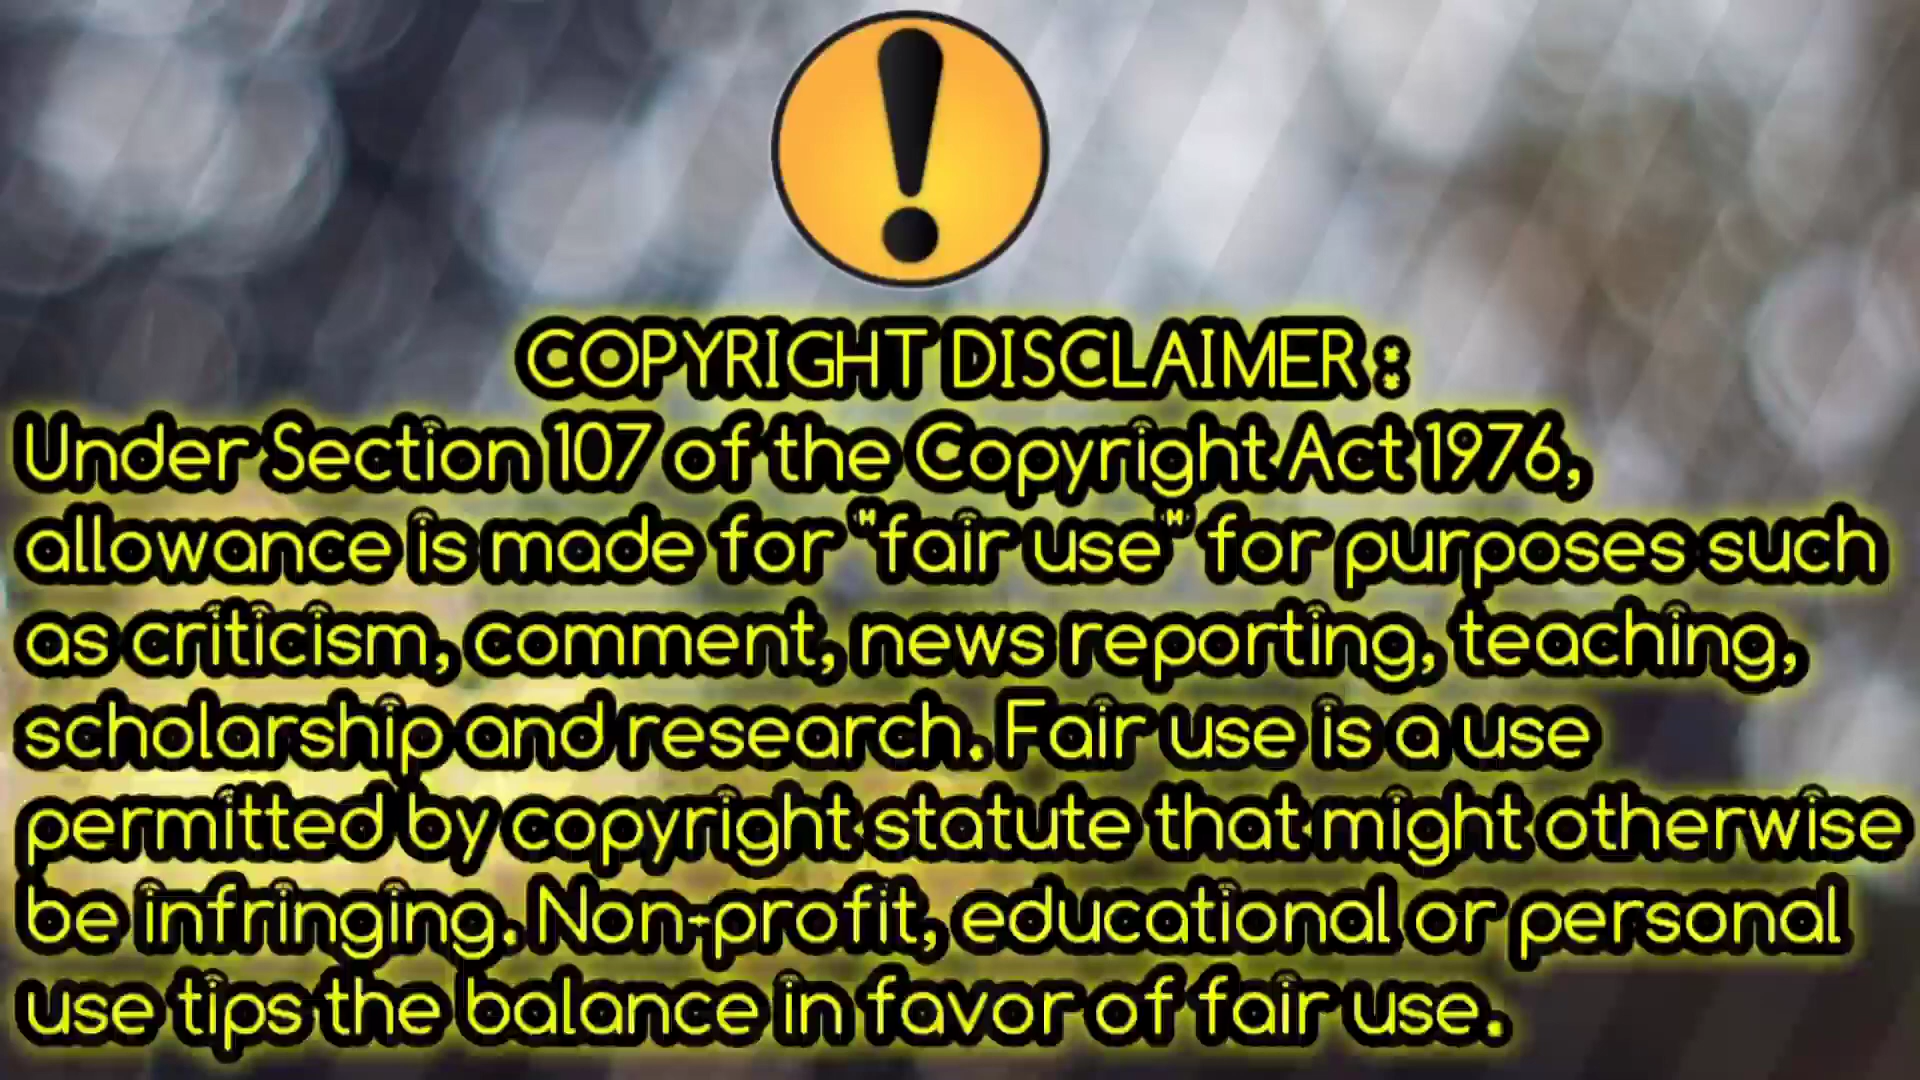 COPYRIGHT DISCLAIMER :
Under Section 107 of the Copyright Act 1976,
allowance is made for "fair use" for purposes such
as criticism, comment, news reporting, teaching,
scholarship and research. Fair use is a use
permitted by copyright statute that might otherwise
be infringing. Non-profit, educational or personal
use tips the balance in favor of fair use.